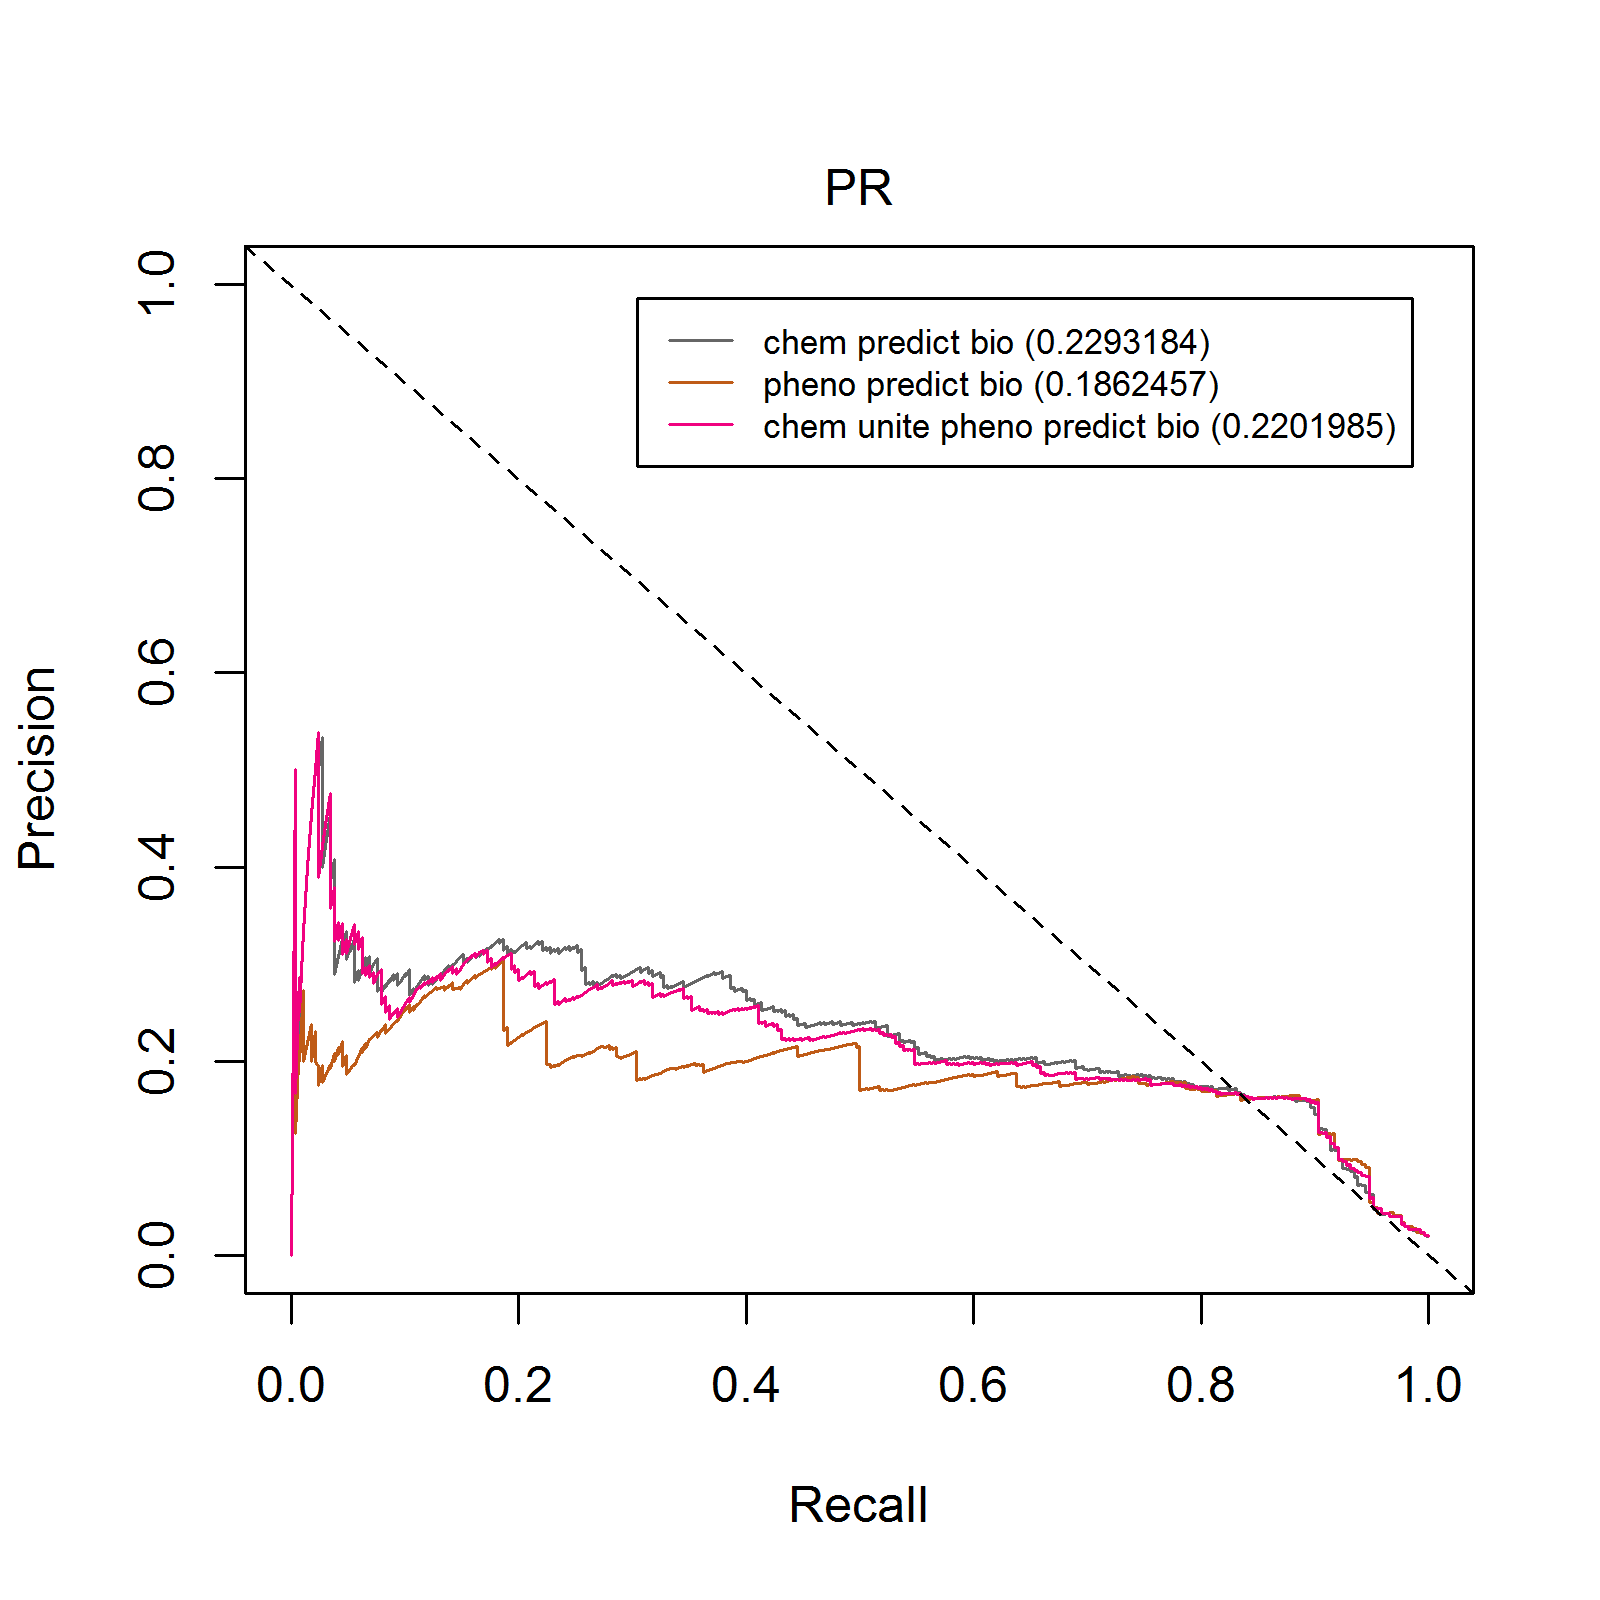 PR
1.0
0.8
0.6
0.4
0.2
0.0
Precision
chem predict bio (0.2293184)
pheno predict bio (0.1862457)
chem unite pheno predict bio (0.2201985)
0.0 0.2 0.4 0.6 0.8 1.0
Recall